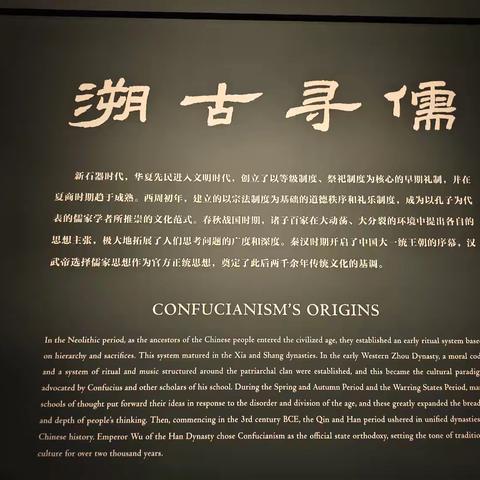 溯古寻儒
新石器时代，华夏先民进入文明时代，创立了以等级制度、祭祀制度为核心的早期礼制，并在
夏商时期趋于成熟。西周初年，建立的以宗法制度为基础的道德秩序和礼乐制度，成为以孔子为代
表的儒家学者所推崇的文化范式。春秋战国时期，诸子百家在大动荡、大分裂的环境中提出各自的
思想主张，极大地拓展了人们思考问题的广度和深度。秦汉时期开启了中国大一统王朝的序幕，汉
武帝选择儒家思想作为官方正统思想，奠定了此后两千余年传统文化的基调。
CONFUCIANISM'S ORIGINS
In the Neolithic period, as the ancestors of the Chinese people entered the civilized age, they established an early ritual system base
on hierarchy and sacrifices. This system matured in the Xia and Shang dynasties. In the early Western Zhou Dynasty, a moral cod
and a system of ritual and music structured around the patriarchal clan were established, and this became the cultural paradig
advocated by Confucius and other scholars of his school. During the Spring and Autumn Period and the Warring States Period, ma
schools of thought put forward their ideas in response to the disorder and division of the age, and these greatly expanded the bread
and depth of people's thinking. Then, commencing in the 3rd century BCE, the Qin and Han period ushered in unified dynasties
Chinese history. Emperor Wu of the Han Dynasty chose Confucianism as the official state orthodoxy, setting the tone of tradition
culture for over two thousand years.